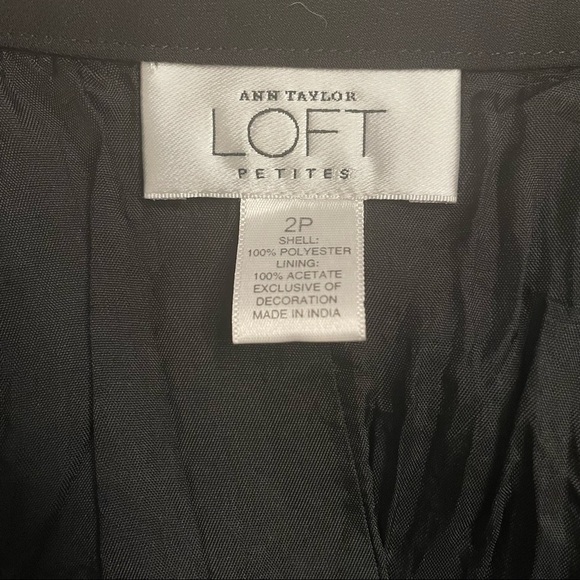 ANN TAYLOR
LOFT
PETITES
2P
SHELL:
100% POLYESTER
LINING:
100% ACETATE
EXCLUSIVE OF
DECORATION
MADE IN INDIA